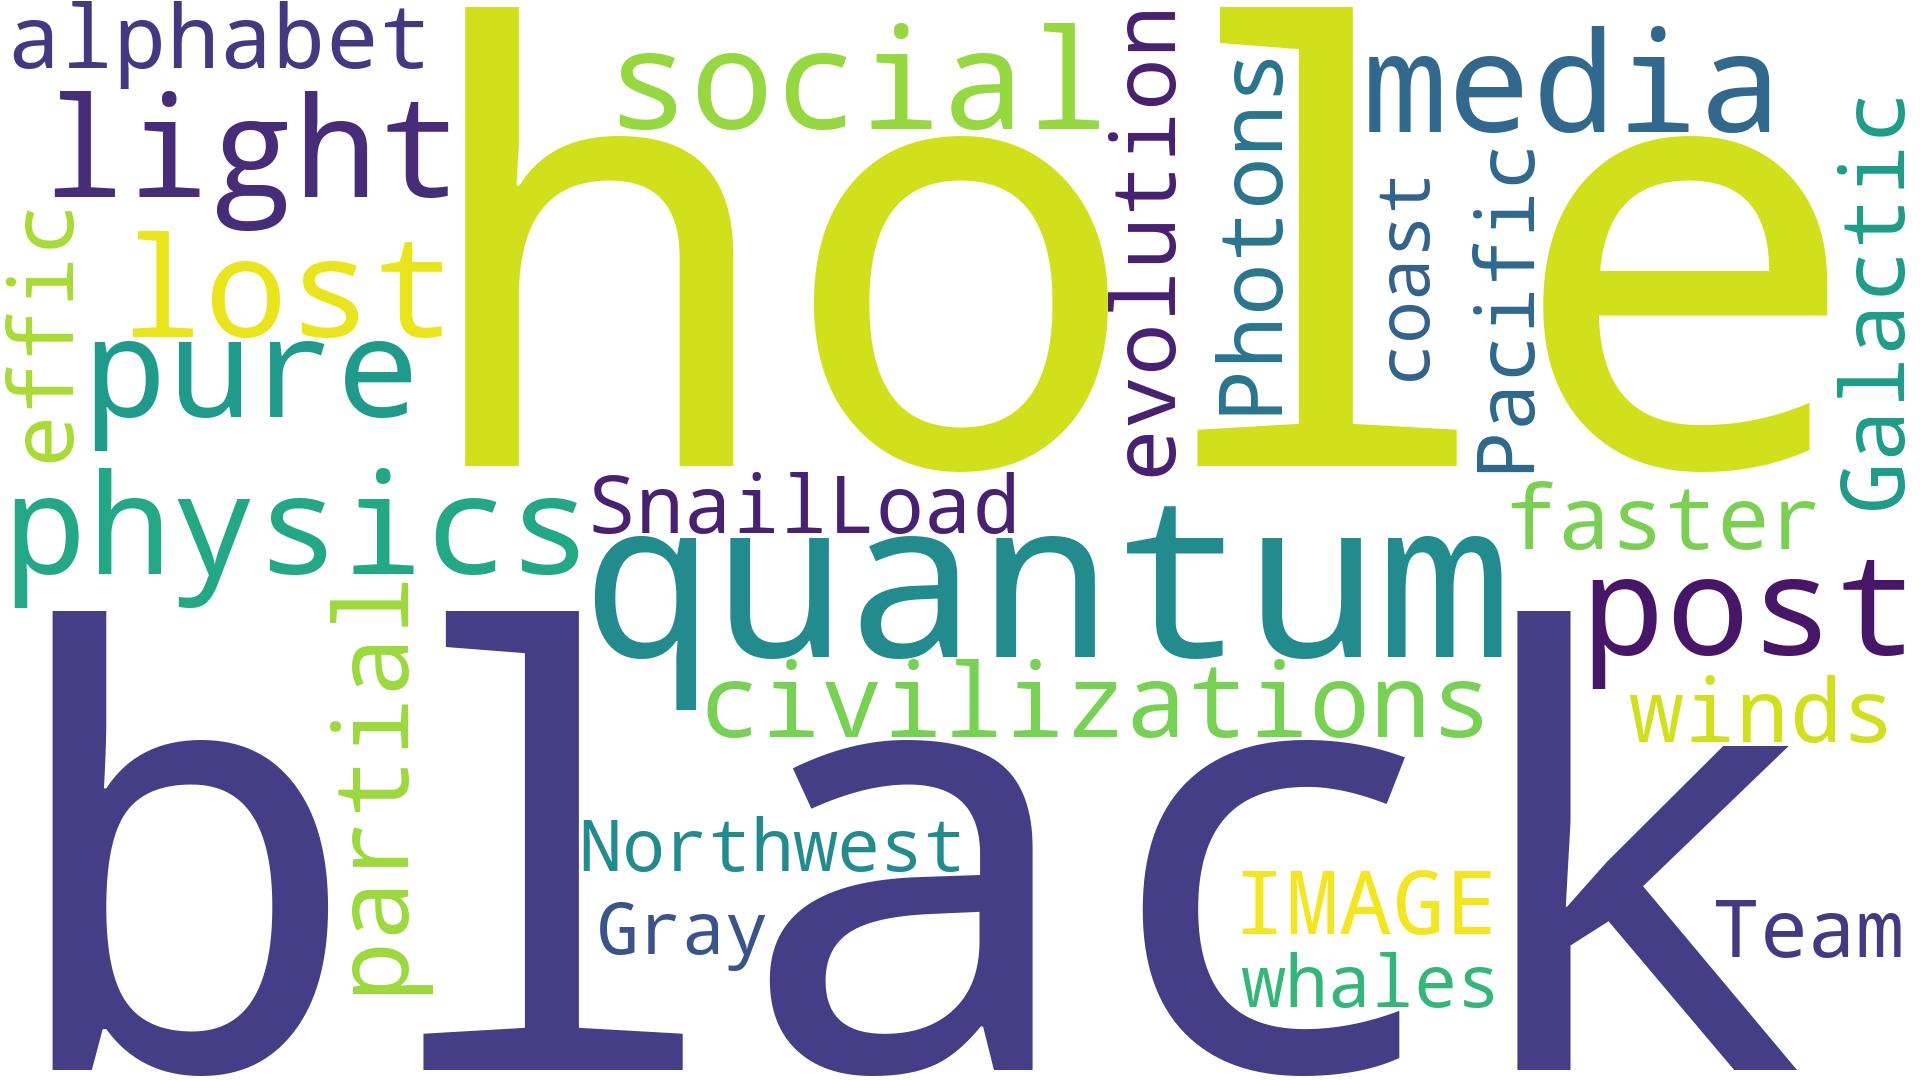 alphabet
social
evolution
media
light
hole
Photons
coast
Pacific
Galactic
effic
lost
pure
physics
SnailLoad
quantum
faster
post
partial
civilizations
winds
black
Northwest
Gray
IMAGE
whales
Team